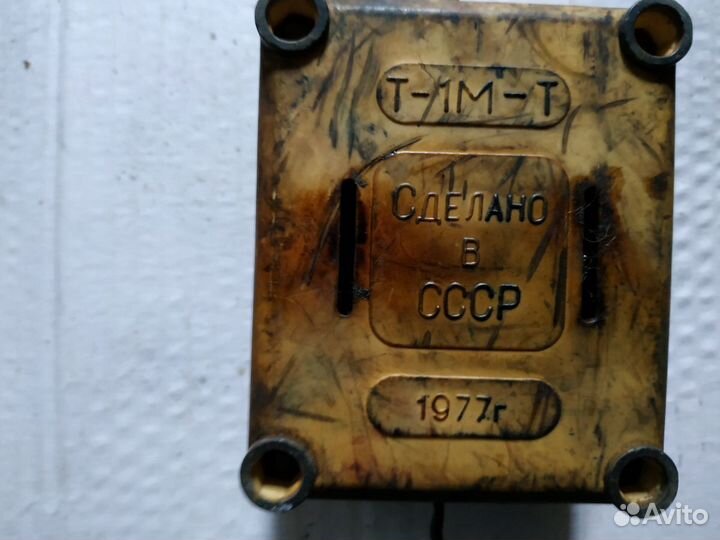 Т-1М-Т
СДЕЛАНО
В
СССР
1977г
Avito